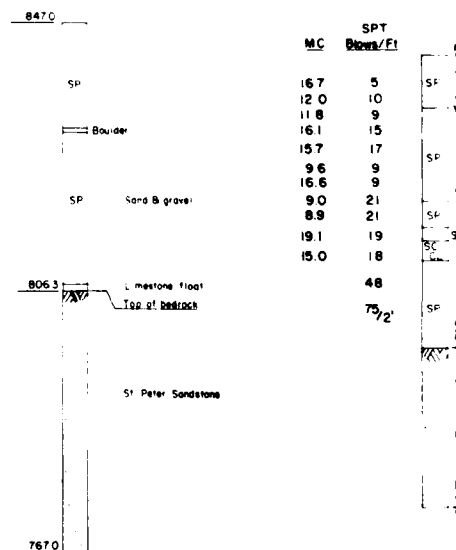 847.0
SPT
M.C Blows/Ft
SP 16.7 5 SP
12.0 10
11.8 9
Boulder 16.1 15
15.7 17
9.6 9 SP
16.6 9
SP Sand & gravel 9.0 21
8.9 21 SP
19.1 19 S
SC
15.0 18
806.3 Limestone float 48
Top of bedrock 75/2' SP
St. Peter Sandstone
767.0